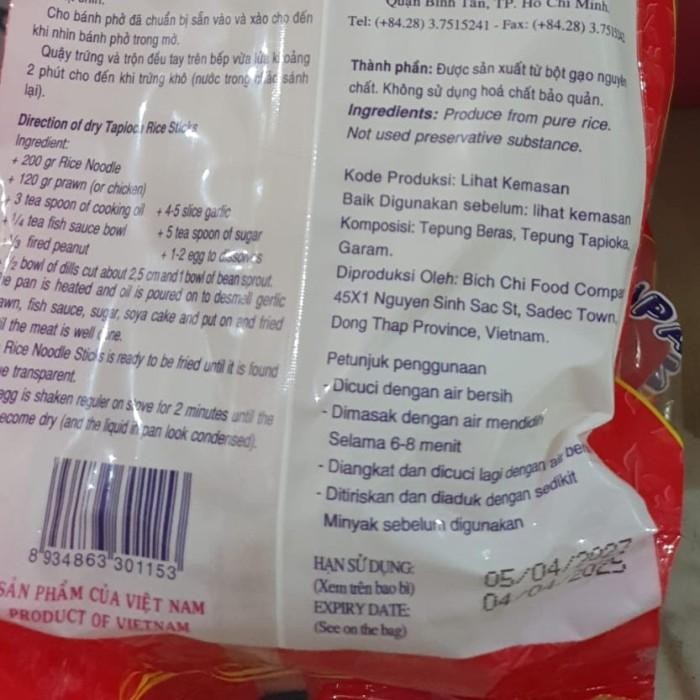 Cho bánh phở đã chuẩn bị sẵn vào và xào cho đến
khi nhìn bánh phở trong mờ.
Quậy trứng và trộn đều tay trên bếp vừa lửa khoảng
2 phút cho đến khi trứng khô (nước trong chảo sánh
lại).
Direction of dry Tapioca Rice Sticks
Ingredient:
+ 200 gr Rice Noodle
+ 120 gr prawn (or chicken)
3 tea spoon of cooking oil + 4-5 slice garlic
1/4 tea fish sauce bowl + 5 tea spoon of sugar
fired peanut + 1-2 egg to
bowl of dills cut about 2,5 cm and 1 bowl of bean sprout.
pan is heated and oil is poured on to desmell gerlic
fish sauce, sugar, soya cake and put on and fried
the meat is well done.
Rice Noodle Sticks is ready to be fried until it is found
transparent.
egg is shaken reguler on stove for 2 minutes until the
become dry (and the liquid in pan look condersed).
8 934863 301153
SẢN PHẨM CỦA VIỆT NAM
PRODUCT OF VIETNAM
Quận Bình Tân, TP. Hồ Chí Minh
Tel: (+84.28) 3.7515241 - Fax: (+84.28)
Thành phần: Được sản xuất từ bột gạo nguyên
chất. Không sử dụng hoá chất bảo quản.
Ingredients: Produce from pure rice.
Not used preservative substance.
Kode Produksi: Lihat Kemasan
Baik Digunakan sebelum: lihat kemasan
Komposisi: Tepung Beras, Tepung Tapioka,
Garam.
Diproduksi Oleh: Bich Chi Food
45X1 Nguyen Sinh Sac St, Sadec Town,
Dong Thap Province, Vietnam.
Petunjuk penggunaan
- Dicuci dengan air bersih
- Dimasak dengan air mendidih
Selama 6-8 menit
- Diangkat dan dicuci lagi dengan air
- Ditiriskan dan diaduk dengan sedikit
Minyak sebelum digunakan
HẠN SỬ DỤNG:
(Xem trên bao bì)
EXPIRY DATE:
(See on the bag)
05/04/2027
04/04/2025